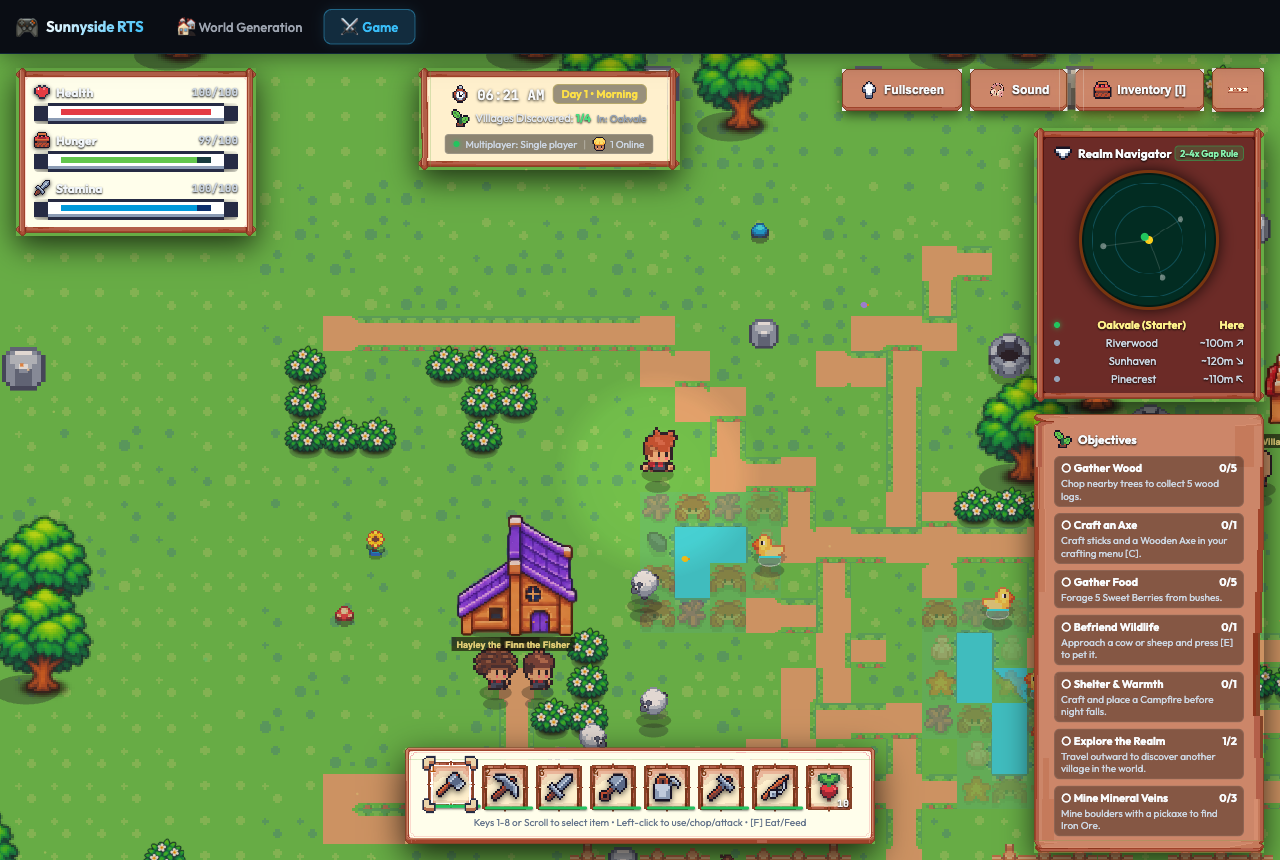 Sunnyside RTS
World Generation
Game
Health 100/100
Hunger 99/100
Stamina 100/100
06:21 AM Day 1 • Morning
Villages Discovered: 1/4 In: Oakvale
Multiplayer: Single player | 1 Online
Fullscreen
Sound
Inventory [I]
Realm Navigator 2-4x Gap Rule
Oakvale (Starter) Here
Riverwood ~100m ↗
Sunhaven ~120m ↘
Pinecrest ~110m ↖
Objectives
Gather Wood 0/5
Chop nearby trees to collect 5 wood
logs.
Craft an Axe 0/1
Craft sticks and a Wooden Axe in your
crafting menu [C].
Gather Food 0/5
Forage 5 Sweet Berries from bushes.
Befriend Wildlife 0/1
Approach a cow or sheep and press [E]
to pet it.
Shelter & Warmth 0/1
Craft and place a Campfire before
night falls.
Explore the Realm 1/2
Travel outward to discover another
village in the world.
Mine Mineral Veins 0/3
Mine boulders with a pickaxe to find
Iron Ore.
Hayley the
Finn the Fisher
10
Keys 1-8 or Scroll to select item • Left-click to use/chop/attack • [F] Eat/Feed